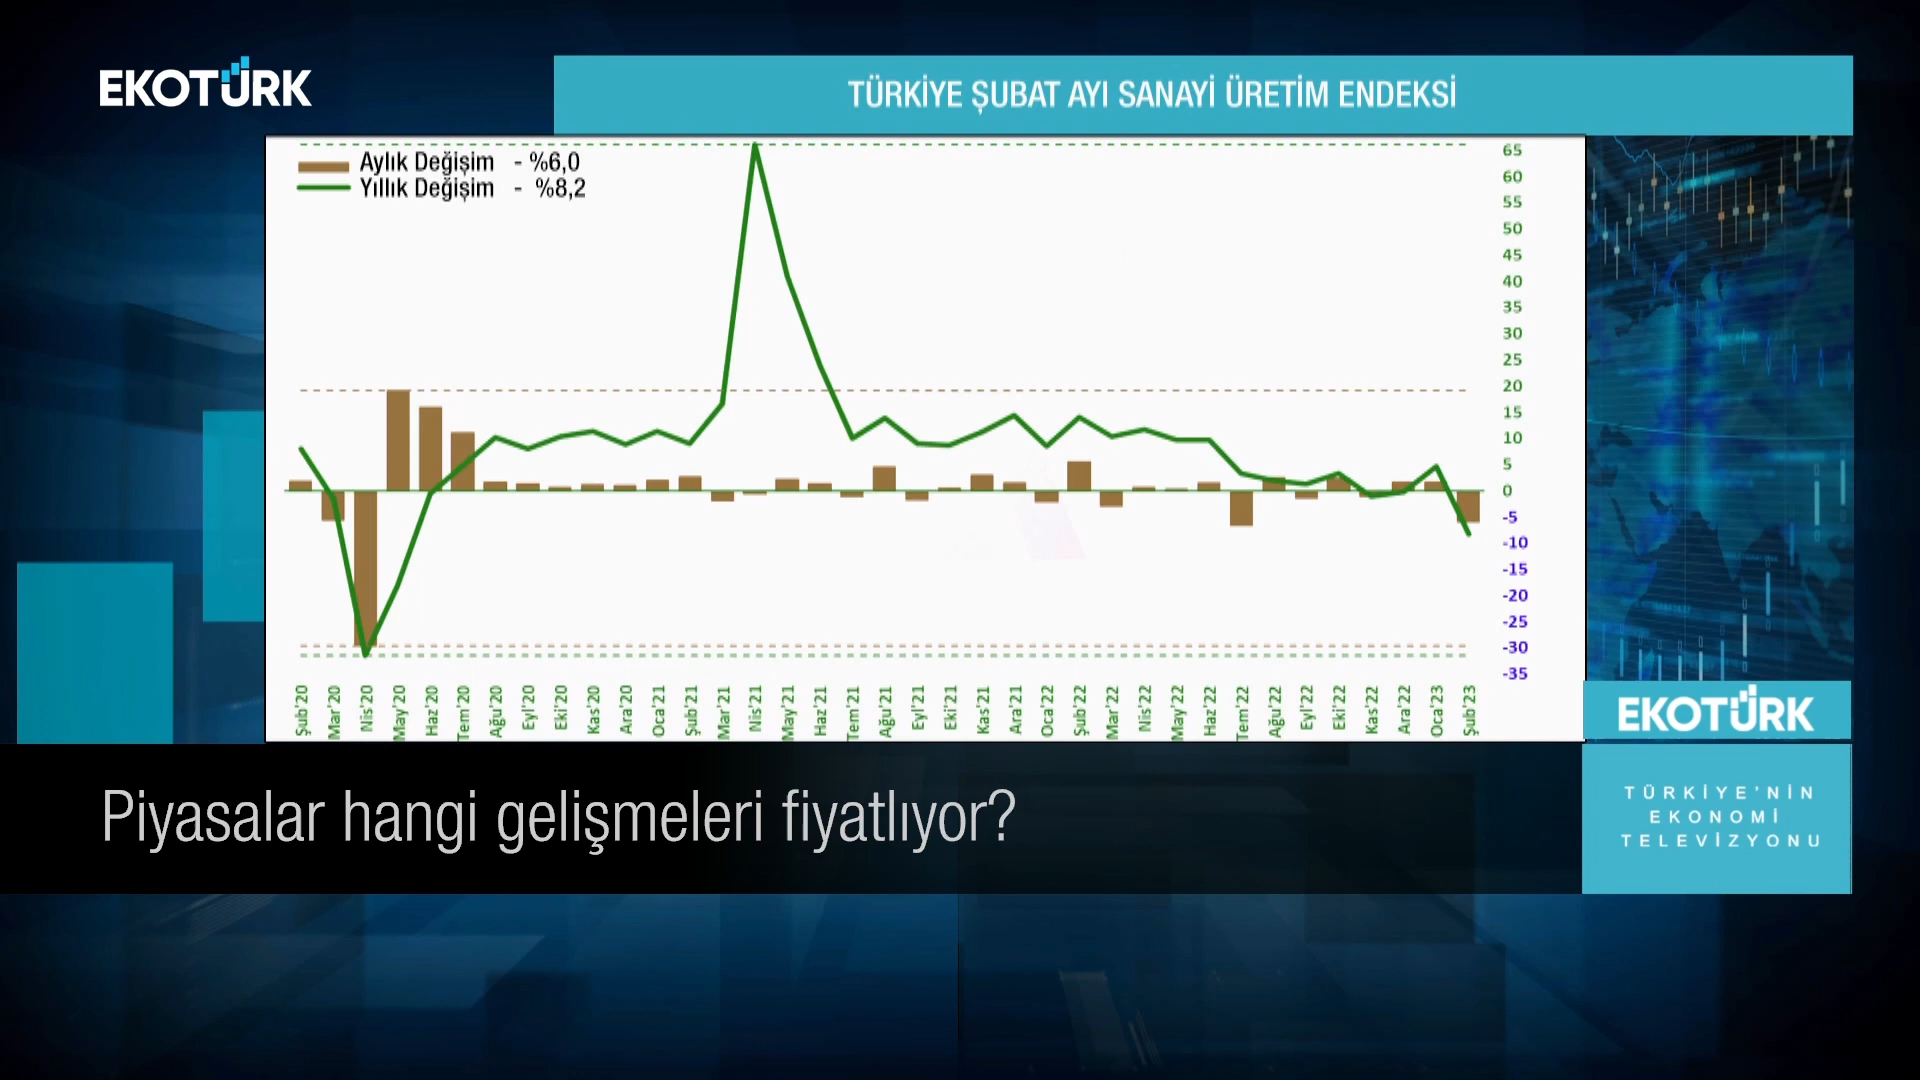 EKOTÜRK
TÜRKİYE ŞUBAT AYI SANAYİ ÜRETİM ENDEKSİ
Aylık Değişim - %6,0
Yıllık Değişim - %8,2
65
60
55
50
45
40
35
30
25
20
15
10
5
0
-5
-10
-15
-20
-25
-30
-35
Şub'20
Mar'20
Nis'20
May'20
Haz'20
Tem'20
Ağu'20
Eyl'20
Eki'20
Kas'20
Ara'20
Oca'21
Şub'21
Mar'21
Nis'21
May'21
Haz'21
Tem'21
Ağu'21
Eyl'21
Eki'21
Kas'21
Ara'21
Oca'22
Şub'22
Mar'22
Nis'22
May'22
Haz'22
Tem'22
Ağu'22
Eyl'22
Eki'22
Kas'22
Ara'22
Oca'23
Şub'23
EKOTÜRK
Piyasalar hangi gelişmeleri fiyatlıyor?
TÜRKİYE'NİN
EKONOMİ
TELEVİZYONU